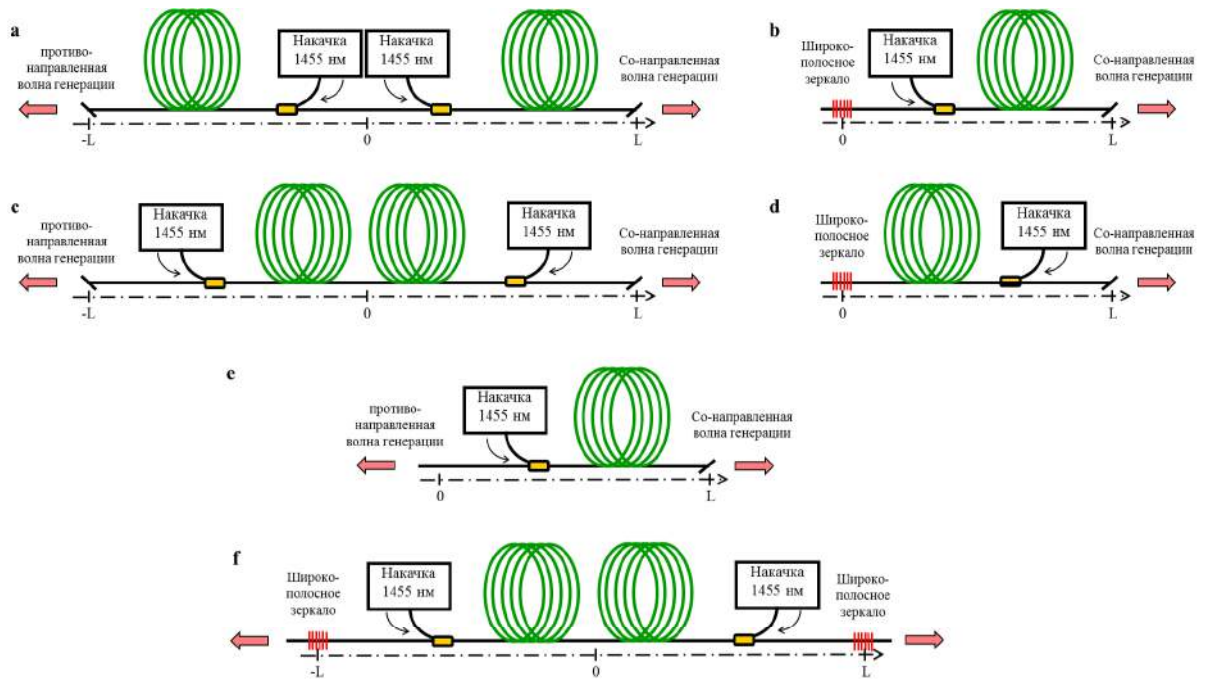 a
противо-
направленная
волна генерации
Накачка
1455 нм
Накачка
1455 нм
Со-направленная
волна генерации
-L
0
L
b
Широко-
полосное
зеркало
Накачка
1455 нм
Со-направленная
волна генерации
0
L
c
противо-
направленная
волна генерации
Накачка
1455 нм
Накачка
1455 нм
Со-направленная
волна генерации
-L
0
L
d
Широко-
полосное
зеркало
Накачка
1455 нм
Со-направленная
волна генерации
0
L
e
противо-
направленная
волна генерации
Накачка
1455 нм
Со-направленная
волна генерации
0
L
f
Широко-
полосное
зеркало
Накачка
1455 нм
Накачка
1455 нм
Широко-
полосное
зеркало
-L
0
L